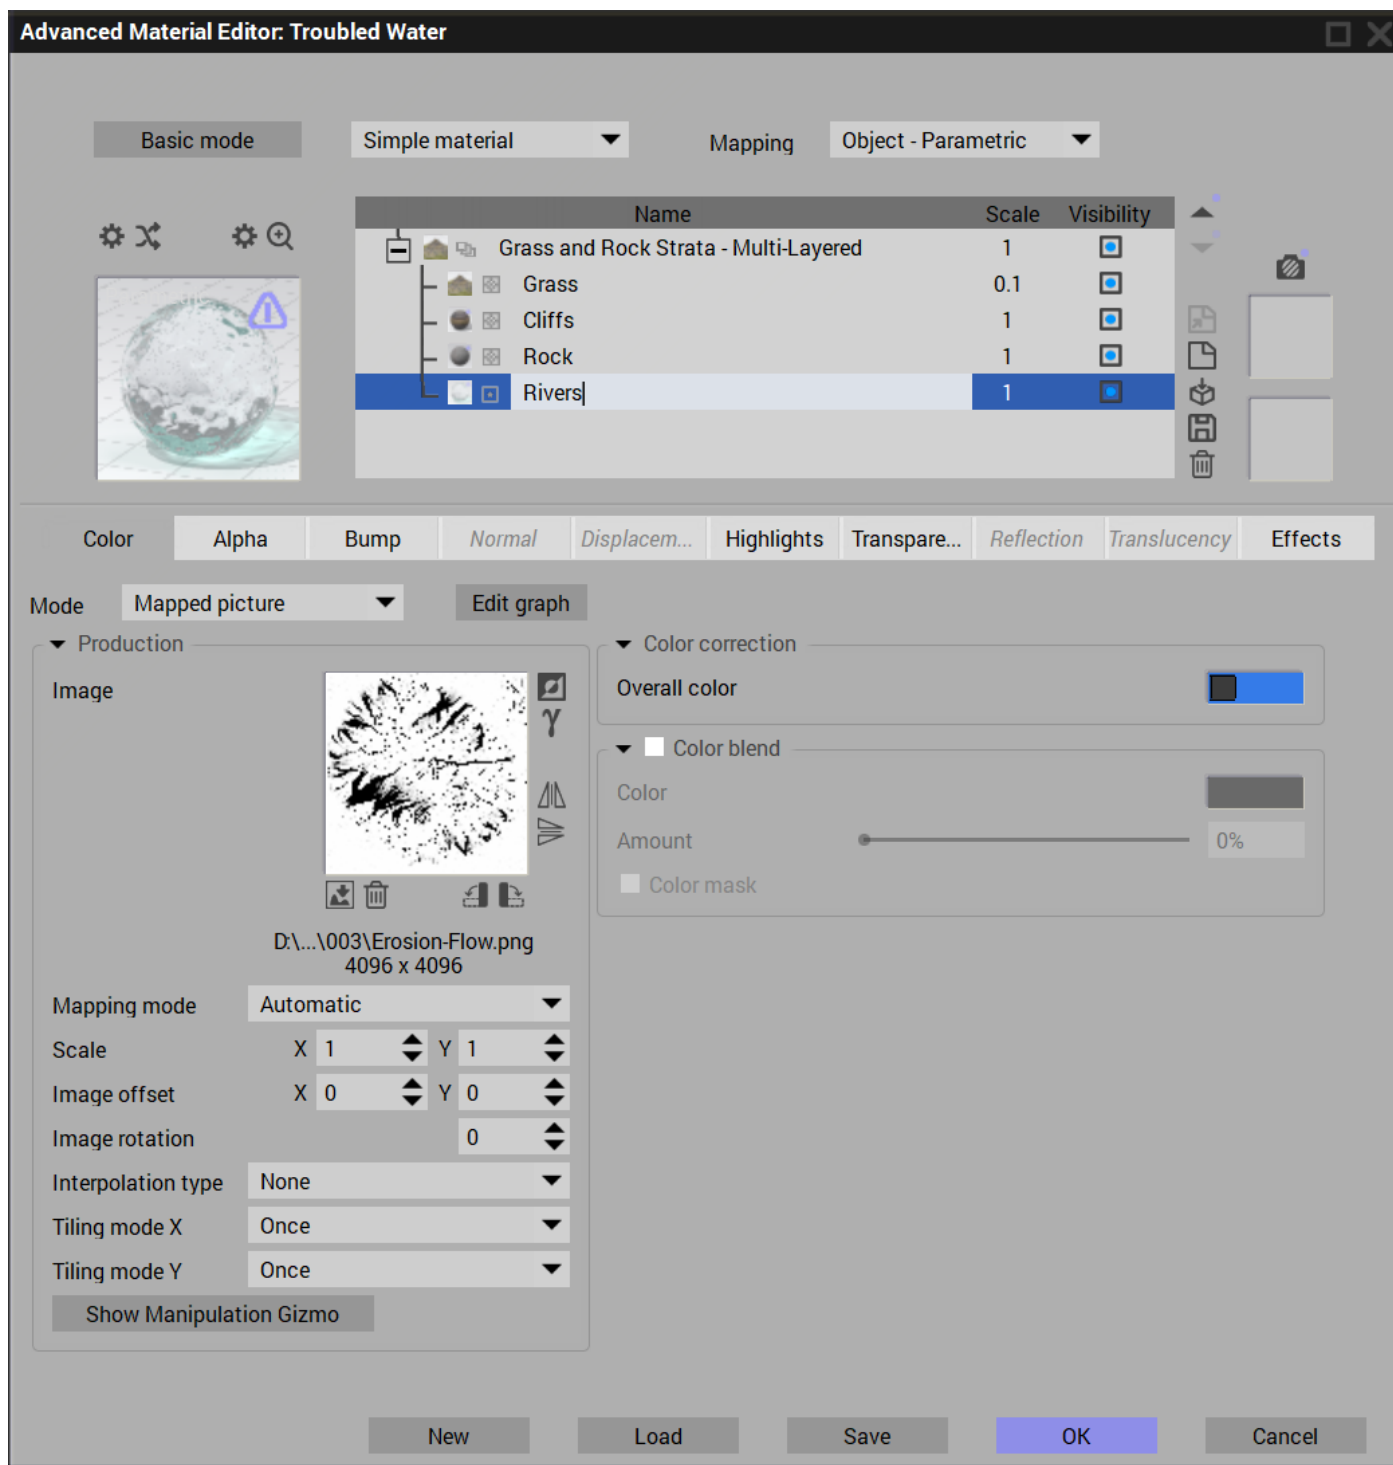 Advanced Material Editor: Troubled Water
Basic mode
Simple material
Mapping
Object - Parametric
Name Scale Visibility
Grass and Rock Strata - Multi-Layered 1
Grass 0.1
Cliffs 1
Rock 1
Rivers 1
Color Alpha Bump Normal Displacem... Highlights Transpare... Reflection Translucency Effects
Mode Mapped picture Edit graph
Production
Image
γ
D:\...\003\Erosion-Flow.png
4096 x 4096
Mapping mode Automatic
Scale X 1 Y 1
Image offset X 0 Y 0
Image rotation 0
Interpolation type None
Tiling mode X Once
Tiling mode Y Once
Show Manipulation Gizmo
Color correction
Overall color
Color blend
Color
Amount 0%
Color mask
New Load Save OK Cancel